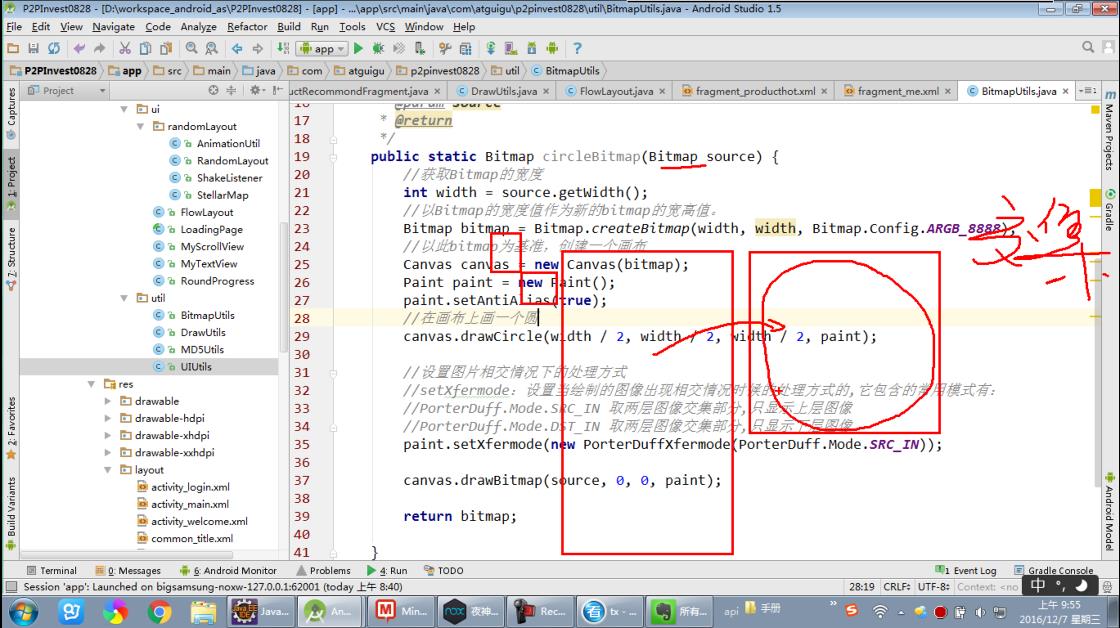 P2PInvest0828 - [D:\workspace_android_as\P2PInvest0828] - [app] - ...\app\src\main\java\com\atguigu\p2pinvest0828\util\BitmapUtils.java - Android Studio 1.5
File Edit View Navigate Code Analyze Refactor Build Run Tools VCS Window Help
app
P2PInvest0828 app src main java com atguigu p2pinvest0828 util BitmapUtils
Project
uctRecommondFragment.java DrawUtils.java FlowLayout.java fragment_producthot.xml fragment_me.xml BitmapUtils.java
Captures
1: Project
7: Structure
2: Favorites
Build Variants
ui
randomLayout
AnimationUtil
RandomLayout
ShakeListener
StellarMap
FlowLayout
LoadingPage
MyScrollView
MyTextView
RoundProgress
util
BitmapUtils
DrawUtils
MD5Utils
UIUtils
res
drawable
drawable-hdpi
drawable-xhdpi
drawable-xxhdpi
layout
activity_login.xml
activity_main.xml
activity_welcome.xml
common_title.xml
16 * @param source
17 * @return
18 */
19 public static Bitmap circleBitmap(Bitmap source) {
20 //获取Bitmap的宽度
21 int width = source.getWidth();
22 //以Bitmap的宽度值作为新的bitmap的宽高值。
23 Bitmap bitmap = Bitmap.createBitmap(width, width, Bitmap.Config.ARGB_8888);
24 //以此bitmap为基准，创建一个画布
25 Canvas canvas = new Canvas(bitmap);
26 Paint paint = new Paint();
27 paint.setAntiAlias(true);
28 //在画布上画一个圆
29 canvas.drawCircle(width / 2, width / 2, width / 2, paint);
30
31 //设置图片相交情况下的处理方式
32 //setXfermode：设置当绘制的图像出现相交情况时候的处理方式的,它包含的常用模式有：
33 //PorterDuff.Mode.SRC_IN 取两层图像交集部分,只显示上层图像
34 //PorterDuff.Mode.DST_IN 取两层图像交集部分,只显示下层图像
35 paint.setXfermode(new PorterDuffXfermode(PorterDuff.Mode.SRC_IN));
36
37 canvas.drawBitmap(source, 0, 0, paint);
38
39 return bitmap;
40
41 }
Maven Projects
Gradle
Android Model
Terminal 0: Messages 6: Android Monitor Problems 4: Run TODO 1 Event Log Gradle Console
Session 'app': Launched on bigsamsung-noxw-127.0.0.1:62001 (today 上午 8:40) 28:19 CRLF UTF-8 Context: <no 中
Java... An... Min... 夜神... Rec... tx - ... 所有... api 手册
上午 9:55
2016/12/7 星期三